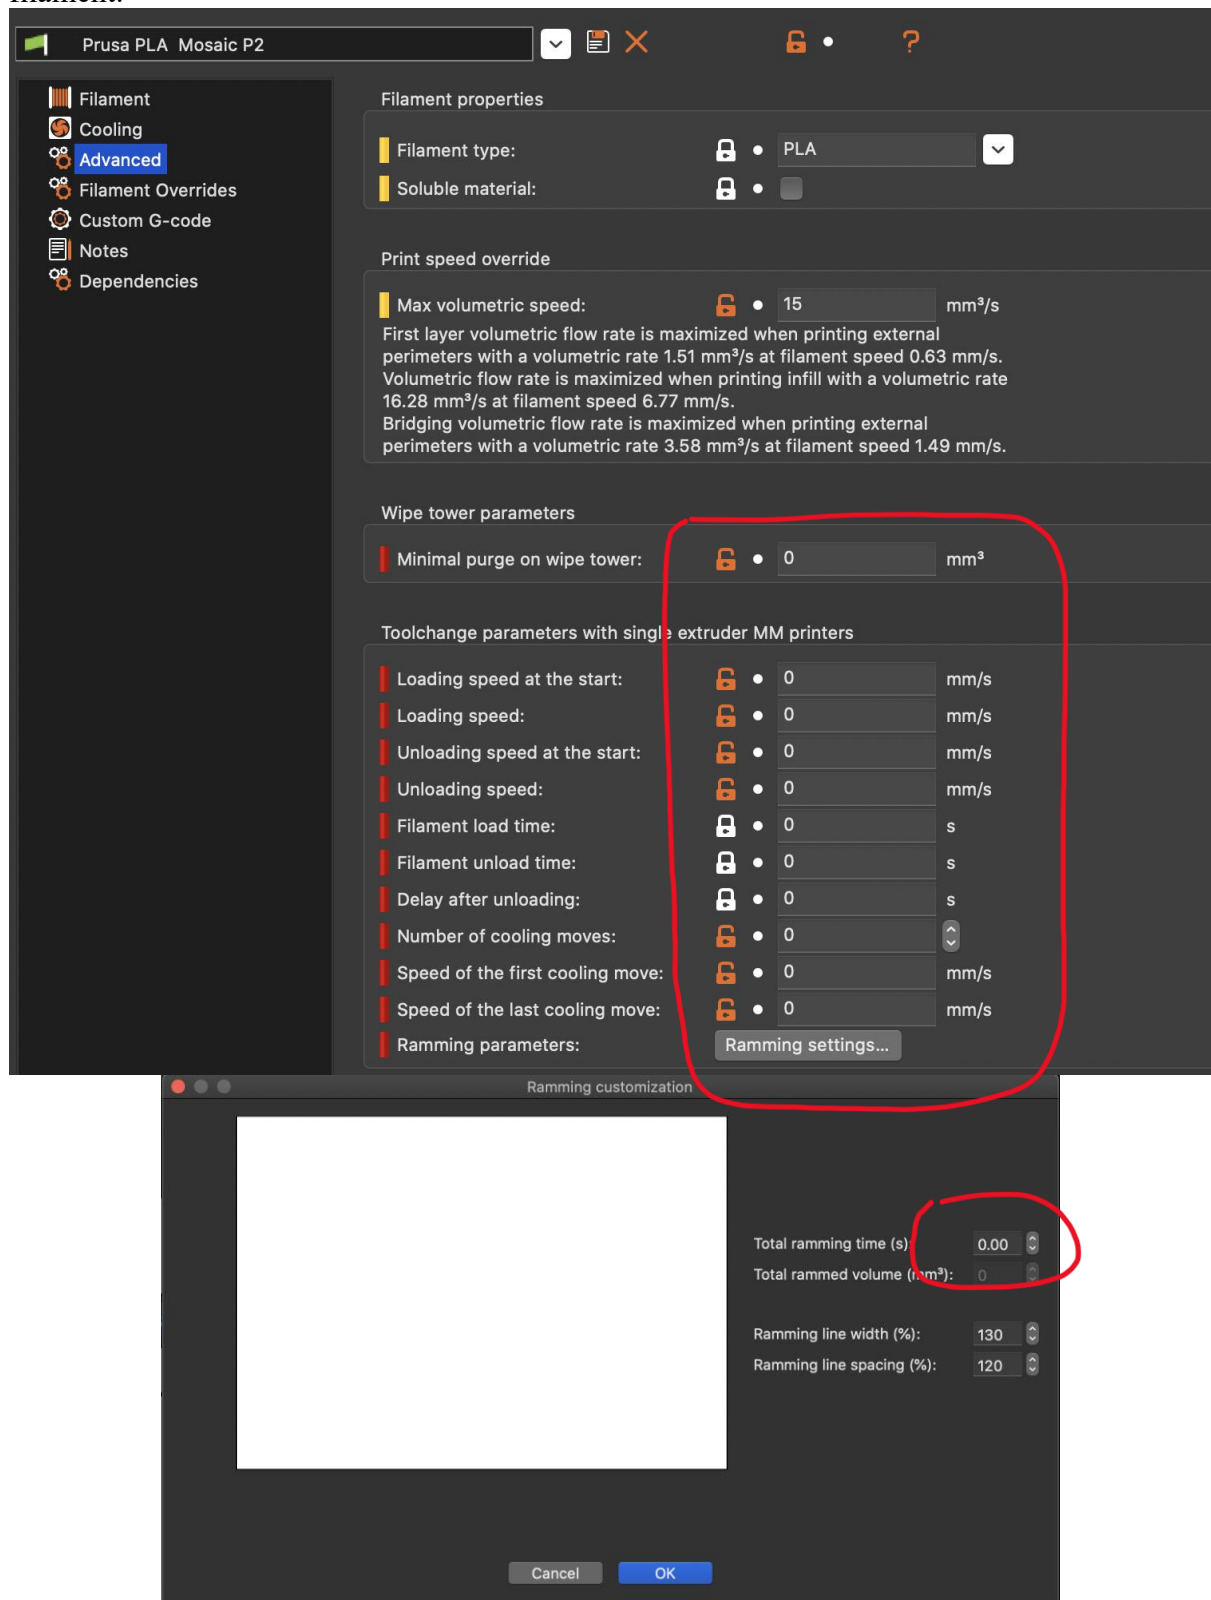 Prusa PLA Mosaic P2
?
Filament
Cooling
Advanced
Filament Overrides
Custom G-code
Notes
Dependencies
Filament properties
Filament type: PLA
Soluble material:
Print speed override
Max volumetric speed: 15 mm³/s
First layer volumetric flow rate is maximized when printing external
perimeters with a volumetric rate 1.51 mm³/s at filament speed 0.63 mm/s.
Volumetric flow rate is maximized when printing infill with a volumetric rate
16.28 mm³/s at filament speed 6.77 mm/s.
Bridging volumetric flow rate is maximized when printing external
perimeters with a volumetric rate 3.58 mm³/s at filament speed 1.49 mm/s.
Wipe tower parameters
Minimal purge on wipe tower: 0 mm³
Toolchange parameters with single extruder MM printers
Loading speed at the start: 0 mm/s
Loading speed: 0 mm/s
Unloading speed at the start: 0 mm/s
Unloading speed: 0 mm/s
Filament load time: 0 s
Filament unload time: 0 s
Delay after unloading: 0 s
Number of cooling moves: 0
Speed of the first cooling move: 0 mm/s
Speed of the last cooling move: 0 mm/s
Ramming parameters: Ramming settings...
Ramming customization
Total ramming time (s): 0.00
Total rammed volume (mm³): 0
Ramming line width (%): 130
Ramming line spacing (%): 120
Cancel OK